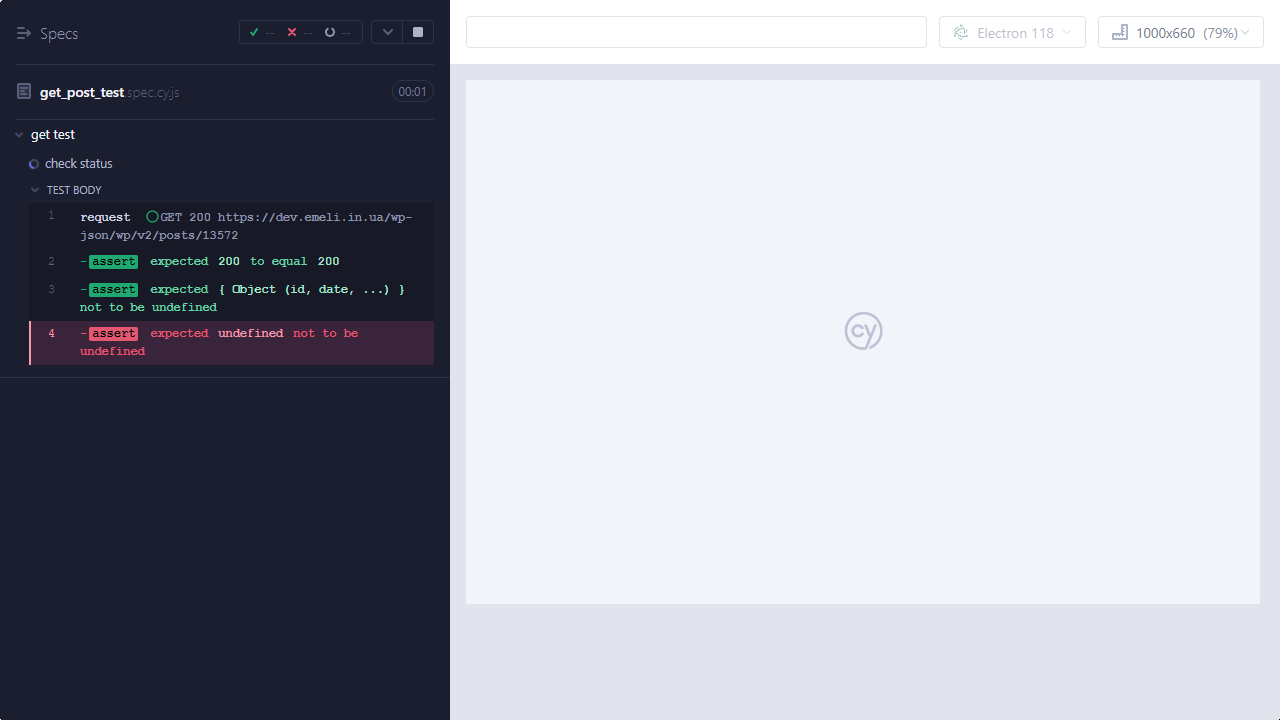 Specs
-- -- --
get_post_test.spec.cy.js
00:01
get test
check status
TEST BODY
1 request GET 200 https://dev.emeli.in.ua/wp-
json/wp/v2/posts/13572
2 -assert expected 200 to equal 200
3 -assert expected { Object (id, date, ...) }
not to be undefined
4 -assert expected undefined not to be
undefined
Electron 118
1000x660 (79%)
cy